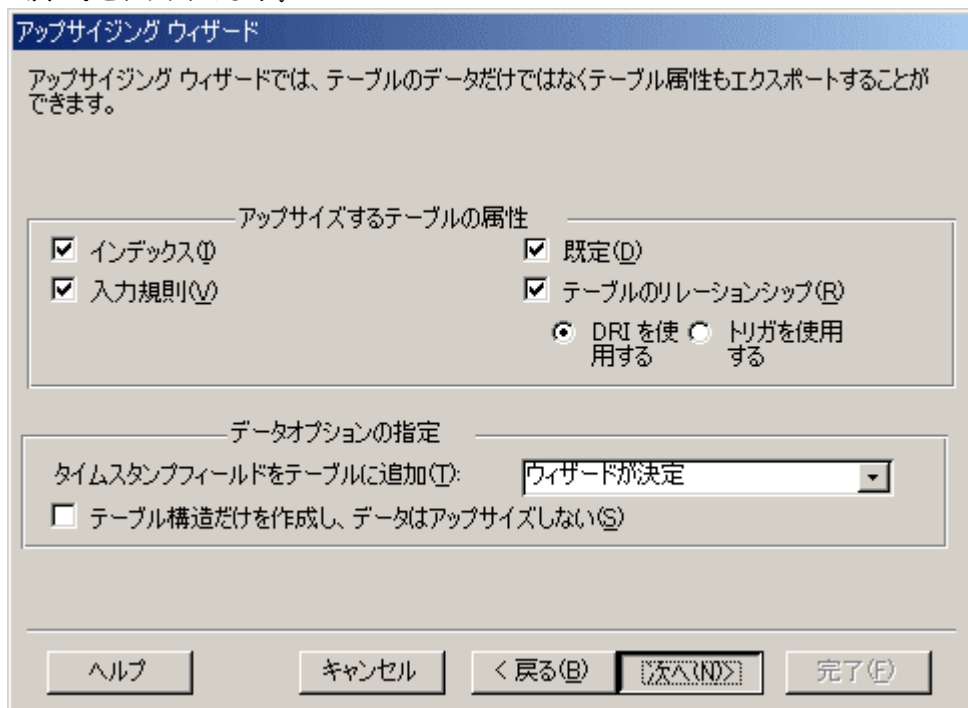 アップサイジング ウィザード
アップサイジング ウィザードでは、テーブルのデータだけではなくテーブル属性もエクスポートすることが
できます。
アップサイズするテーブルの属性
インデックス(I)
既定(D)
入力規則(V)
テーブルのリレーションシップ(R)
DRI を使
用する
トリガを使用
する
データオプションの指定
タイムスタンプフィールドをテーブルに追加(T):
ウィザードが決定
テーブル構造だけを作成し、データはアップサイズしない(S)
ヘルプ
キャンセル
< 戻る(B)
次へ(N)>
完了(F)